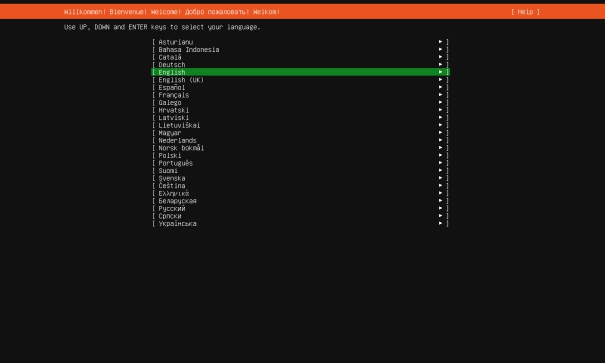 Willkommen! Bienvenue! Welcome! Добро пожаловать! Welkom! [ Help ]
Use UP, DOWN and ENTER keys to select your language.
[ Asturianu ▸ ]
[ Bahasa Indonesia ▸ ]
[ Català ▸ ]
[ Deutsch ▸ ]
[ English ▸ ]
[ English (UK) ▸ ]
[ Español ▸ ]
[ Français ▸ ]
[ Galego ▸ ]
[ Hrvatski ▸ ]
[ Latviski ▸ ]
[ Lietuviškai ▸ ]
[ Magyar ▸ ]
[ Nederlands ▸ ]
[ Norsk bokmål ▸ ]
[ Polski ▸ ]
[ Português ▸ ]
[ Suomi ▸ ]
[ Svenska ▸ ]
[ Čeština ▸ ]
[ Ελληνικά ▸ ]
[ Беларуская ▸ ]
[ Русский ▸ ]
[ Српски ▸ ]
[ Українська ▸ ]